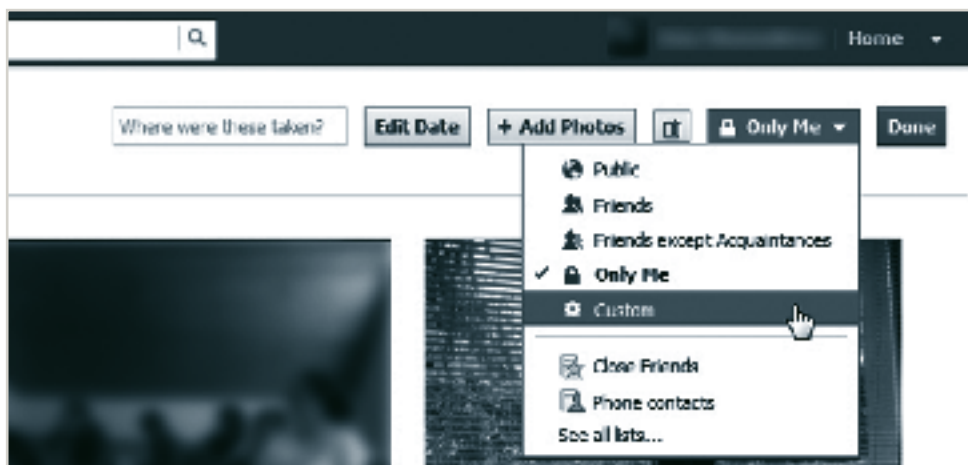 Home
Where were these taken? Edit Date + Add Photos Only Me Done
Public
Friends
Friends except Acquaintances
Only Me
Custom
Close Friends
Phone contacts
See all lists...